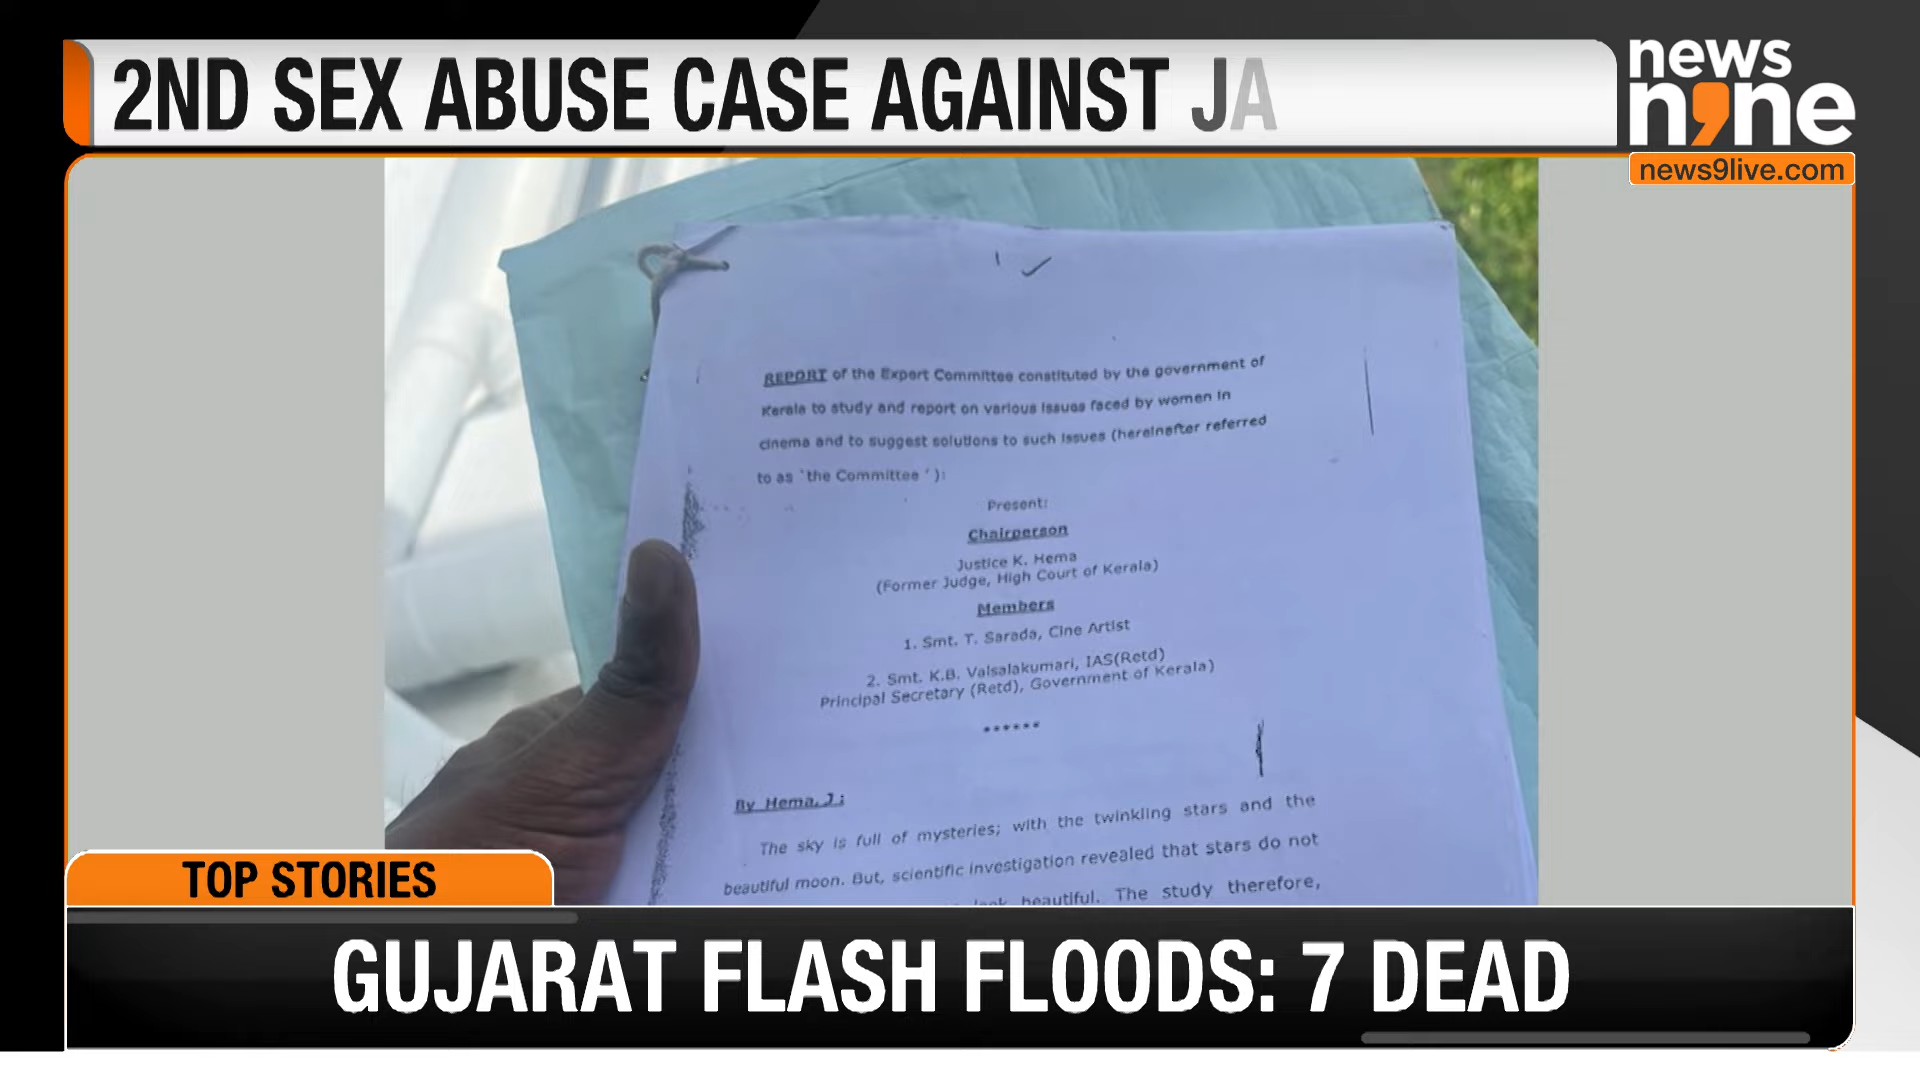 2ND SEX ABUSE CASE AGAINST JA
news
n9ne
news9live.com
1
REPORT of the Expert Committee constituted by the government of
Kerala to study and report on various issues faced by women in
cinema and to suggest solutions to such issues (hereinafter referred
to as 'the Committee '):
Present:
Chairperson
Justice K. Hema
(Former Judge, High Court of Kerala)
Members
1. Smt. T. Sarada, Cine Artist
2. Smt. K.B. Valsalakumari, IAS(Retd)
Principal Secretary (Retd), Government of Kerala)
******
By Hema, J:
The sky is full of mysteries; with the twinkling stars and the
beautiful moon. But, scientific investigation revealed that stars do not
look beautiful. The study therefore,
TOP STORIES
GUJARAT FLASH FLOODS: 7 DEAD